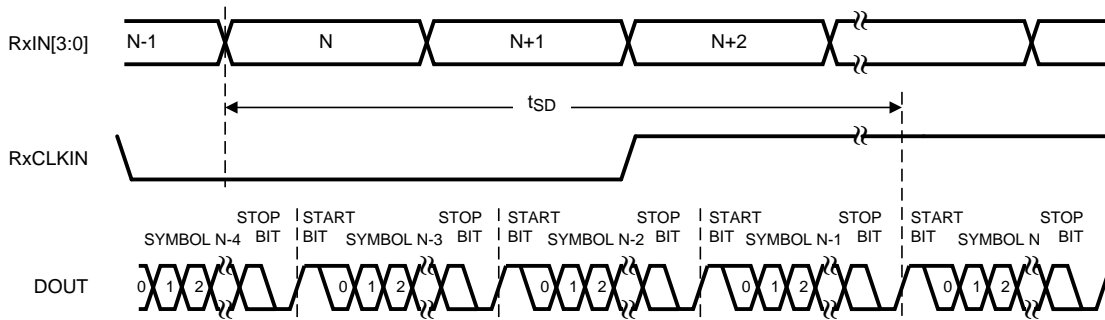 RxIN[3:0] N-1 N N+1 N+2
tSD
RxCLKIN
STOP BIT START BIT STOP BIT START BIT STOP BIT START BIT STOP BIT START BIT STOP BIT
SYMBOL N-4 SYMBOL N-3 SYMBOL N-2 SYMBOL N-1 SYMBOL N
DOUT 0 1 2 0 1 2 0 1 2 0 1 2 0 1 2